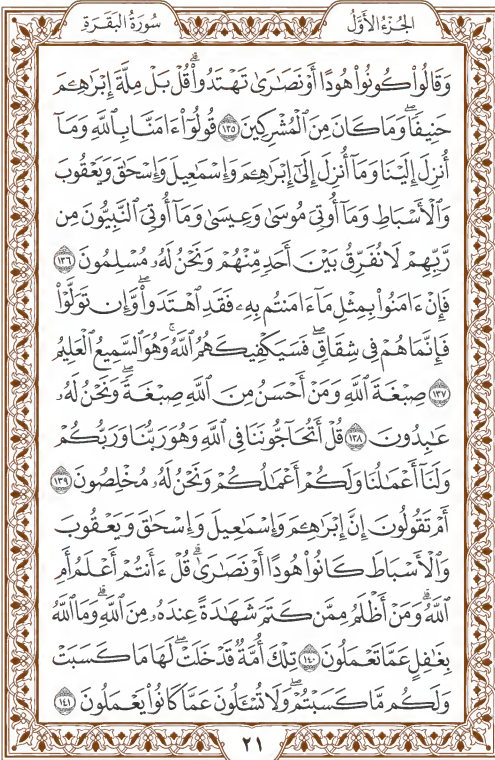 الجُزْءُ الأَوَّلُ سُورَةُ البَقَرَةِ
وَقَالُوا۟ كُونُوا۟ هُودًا أَوْ نَصَـٰرَىٰ تَهْتَدُوا۟ۗ قُلْ بَلْ مِلَّةَ إِبْرَٰهِـۧمَ
حَنِيفًاۖ وَمَا كَانَ مِنَ ٱلْمُشْرِكِينَ ١٣٥ قُولُوٓا۟ ءَامَنَّا بِٱللَّهِ وَمَآ
أُنزِلَ إِلَيْنَا وَمَآ أُنزِلَ إِلَىٰٓ إِبْرَٰهِـۧمَ وَإِسْمَـٰعِيلَ وَإِسْحَـٰقَ وَيَعْقُوبَ
وَٱلْأَسْبَاطِ وَمَآ أُوتِىَ مُوسَىٰ وَعِيسَىٰ وَمَآ أُوتِىَ ٱلنَّبِيُّونَ مِن
رَّبِّهِمْ لَا نُفَرِّقُ بَيْنَ أَحَدٍ مِّنْهُمْ وَنَحْنُ لَهُۥ مُسْلِمُونَ ١٣٦
فَإِنْ ءَامَنُوا۟ بِمِثْلِ مَآ ءَامَنتُم بِهِۦ فَقَدِ ٱهْتَدَوا۟ۖ وَّإِن تَوَلَّوْا۟
فَإِنَّمَا هُمْ فِى شِقَاقٍۖ فَسَيَكْفِيكَهُمُ ٱللَّهُۚ وَهُوَ ٱلسَّمِيعُ ٱلْعَلِيمُ
١٣٧ صِبْغَةَ ٱللَّهِ وَمَنْ أَحْسَنُ مِنَ ٱللَّهِ صِبْغَةًۖ وَنَحْنُ لَهُۥ
عَـٰبِدُونَ ١٣٨ قُلْ أَتُحَآجُّونَنَا فِى ٱللَّهِ وَهُوَ رَبُّنَا وَرَبُّكُمْ
وَلَنَآ أَعْمَـٰلُنَا وَلَكُمْ أَعْمَـٰلُكُمْ وَنَحْنُ لَهُۥ مُخْلِصُونَ ١٣٩
أَمْ تَقُولُونَ إِنَّ إِبْرَٰهِـۧمَ وَإِسْمَـٰعِيلَ وَإِسْحَـٰقَ وَيَعْقُوبَ
وَٱلْأَسْبَاطَ كَانُوا۟ هُودًا أَوْ نَصَـٰرَىٰۗ قُلْ ءَأَنتُمْ أَعْلَمُ أَمِ
ٱللَّهُۗ وَمَنْ أَظْلَمُ مِمَّن كَتَمَ شَهَـٰدَةً عِندَهُۥ مِنَ ٱللَّهِۗ وَمَا ٱللَّهُ
بِغَـٰفِلٍ عَمَّا تَعْمَلُونَ ١٤٠ تِلْكَ أُمَّةٌ قَدْ خَلَتْۖ لَهَا مَا كَسَبَتْ
وَلَكُم مَّا كَسَبْتُمْۖ وَلَا تُسْـَٔلُونَ عَمَّا كَانُوا۟ يَعْمَلُونَ ١٤١
٢١